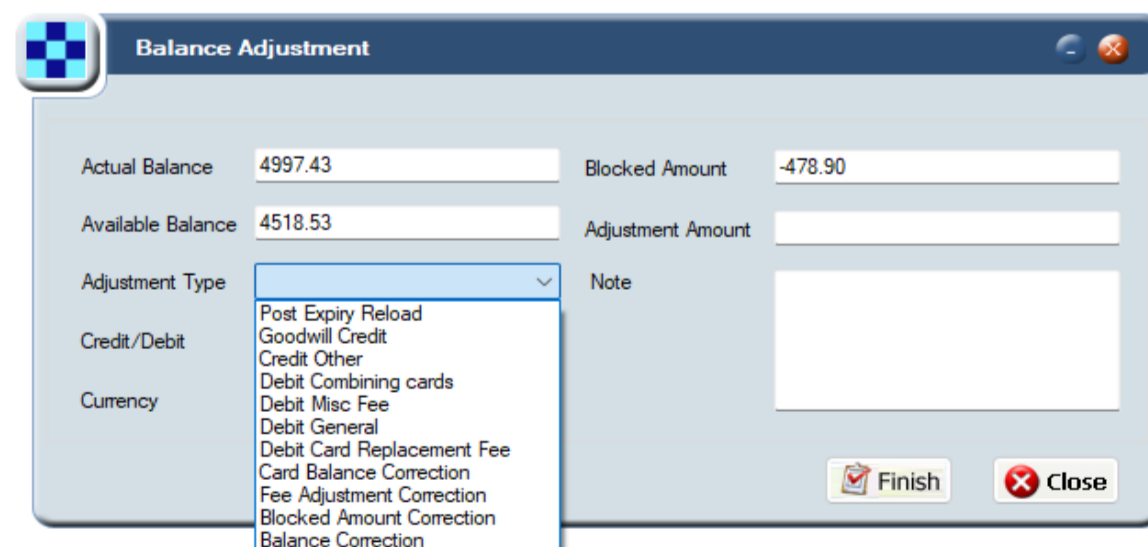 Balance Adjustment
Actual Balance 4997.43 Blocked Amount -478.90
Available Balance 4518.53 Adjustment Amount
Adjustment Type Note
Post Expiry Reload
Goodwill Credit
Credit/Debit
Credit Other
Debit Combining cards
Currency
Debit Misc Fee
Debit General
Debit Card Replacement Fee
Card Balance Correction
Fee Adjustment Correction
Blocked Amount Correction
Balance Correction
Finish Close